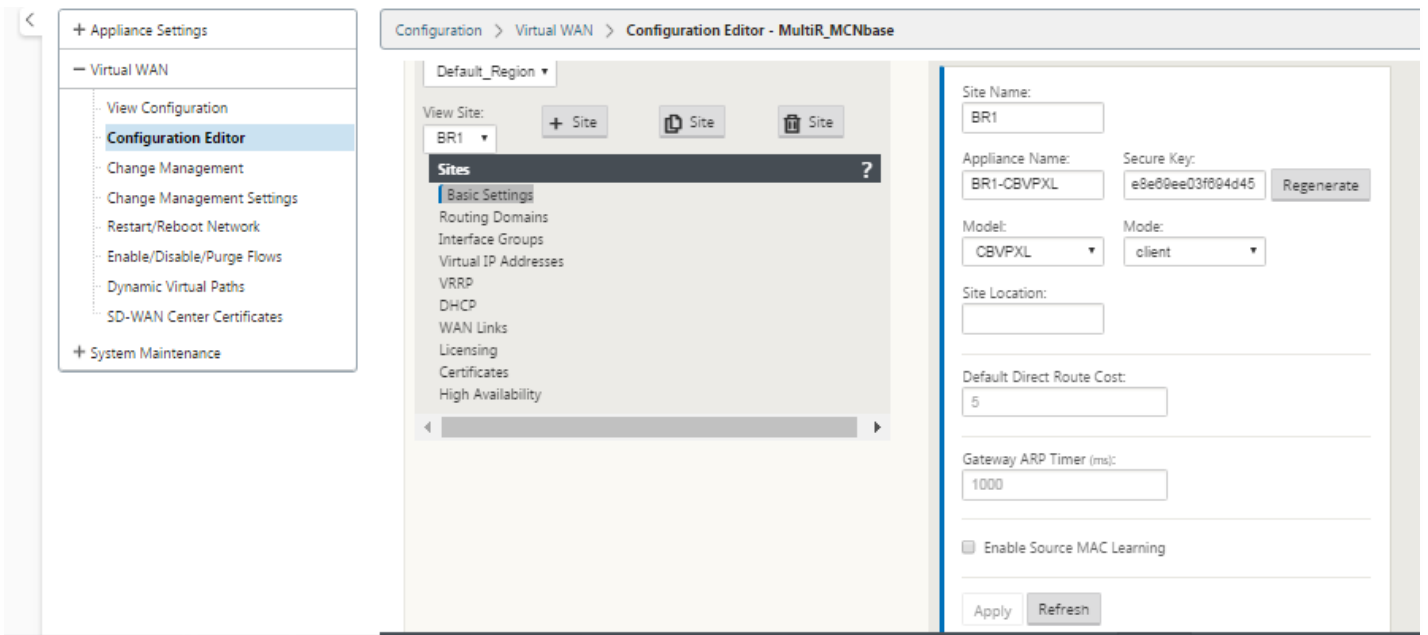 + Appliance Settings
− Virtual WAN
View Configuration
Configuration Editor
Change Management
Change Management Settings
Restart/Reboot Network
Enable/Disable/Purge Flows
Dynamic Virtual Paths
SD-WAN Center Certificates
+ System Maintenance
Configuration > Virtual WAN > Configuration Editor - MultiR_MCNbase
Default_Region
View Site:
BR1
+ Site
Site
Site
Sites ?
Basic Settings
Routing Domains
Interface Groups
Virtual IP Addresses
VRRP
DHCP
WAN Links
Licensing
Certificates
High Availability
Site Name:
BR1
Appliance Name: Secure Key:
BR1-CBVPXL e8e69ee03f694d45 Regenerate
Model: Mode:
CBVPXL client
Site Location:
Default Direct Route Cost:
5
Gateway ARP Timer (ms):
1000
Enable Source MAC Learning
Apply Refresh